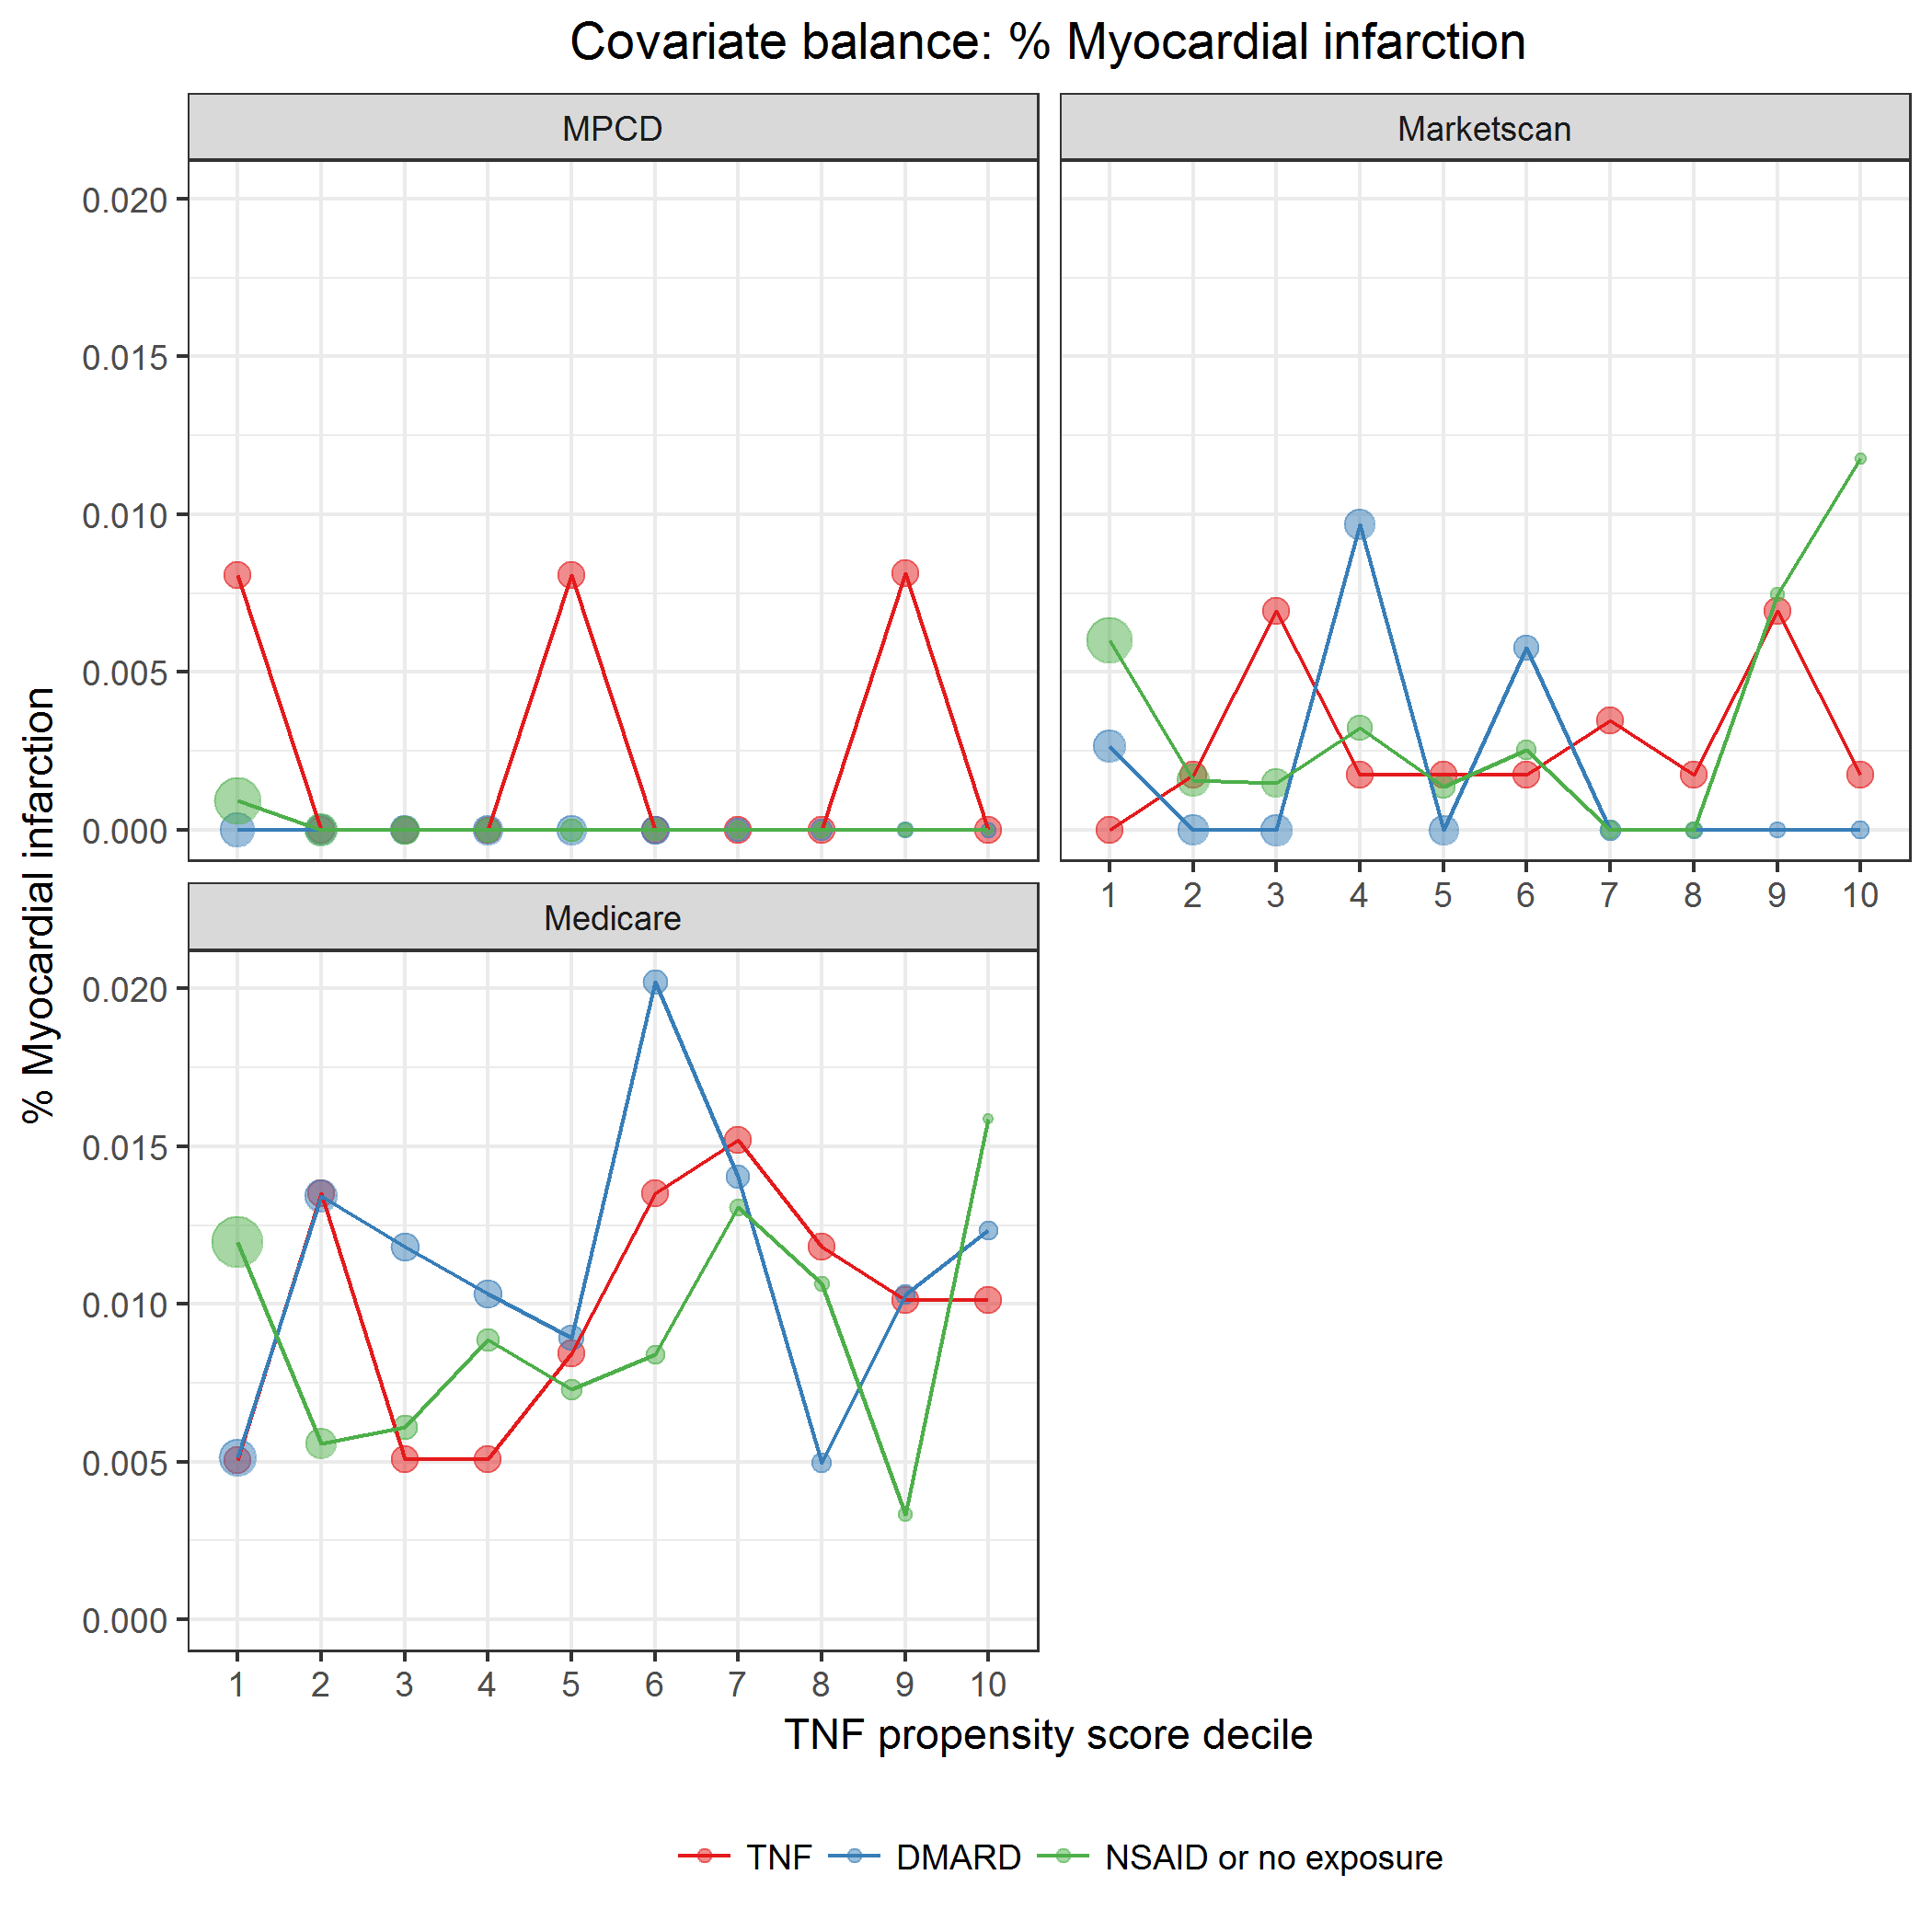 Covariate balance: % Myocardial infarction
MPCD
Marketscan
0.020
0.015
0.010
0.005
0.000
1 2 3 4 5 6 7 8 9 10
Medicare
0.020
0.015
0.010
0.005
0.000
1 2 3 4 5 6 7 8 9 10
% Myocardial infarction
TNF propensity score decile
TNF DMARD NSAID or no exposure